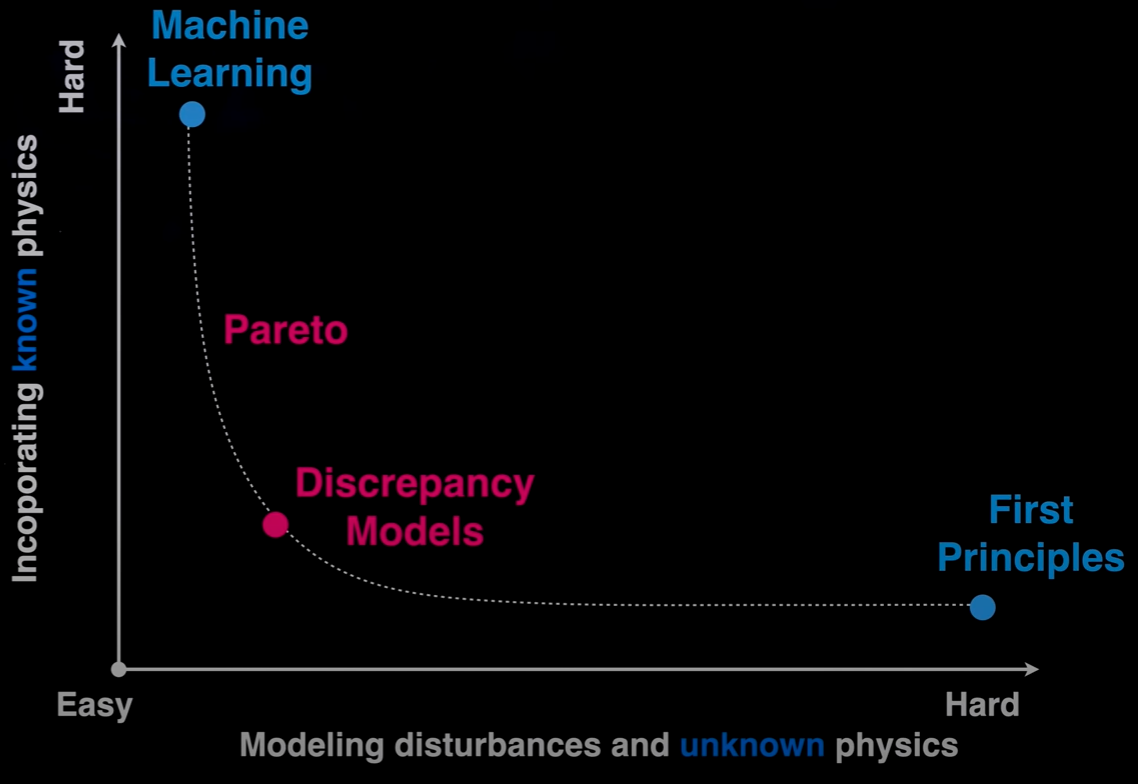 Machine
Learning
Hard
Incoporating known physics
Pareto
Discrepancy
Models
First
Principles
Easy
Hard
Modeling disturbances and unknown physics